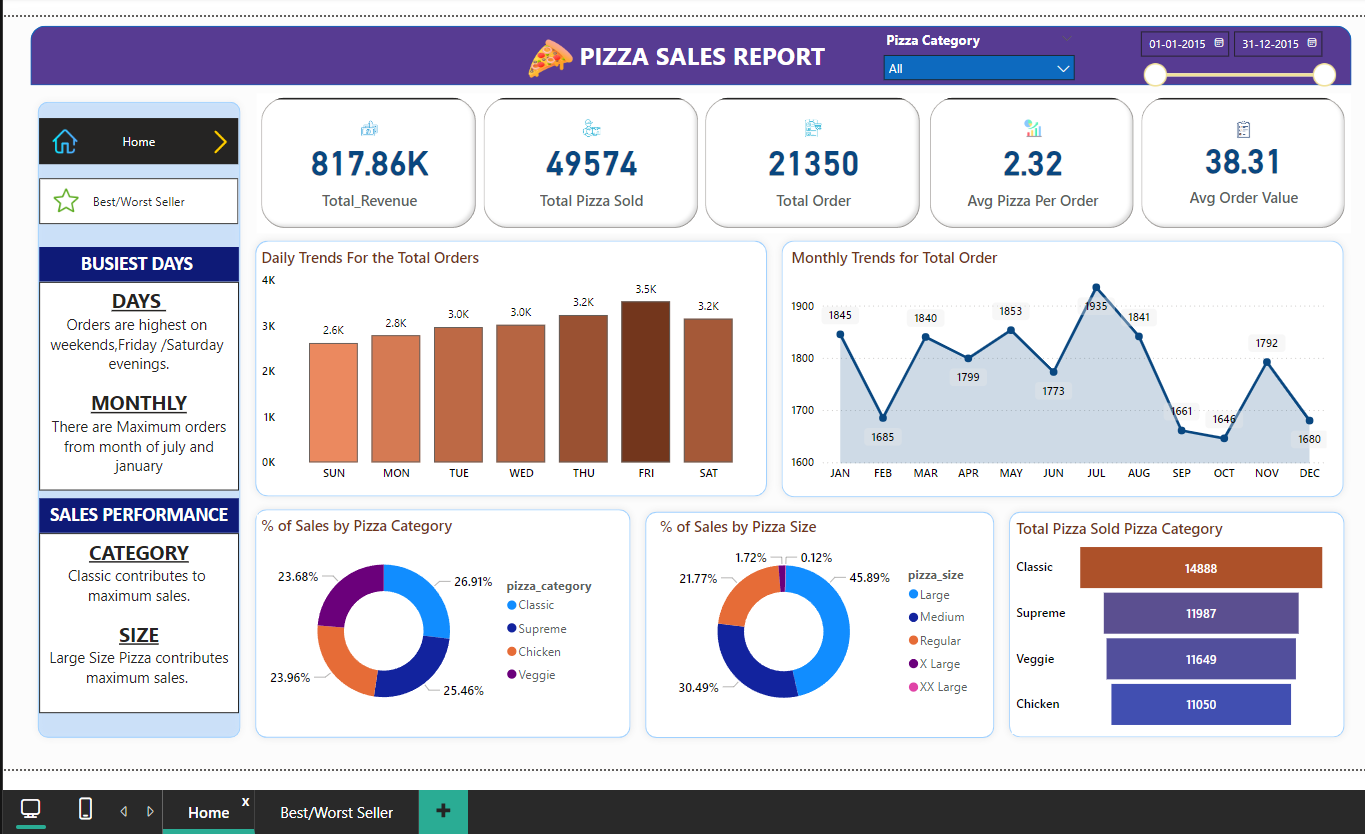 PIZZA SALES REPORT
Pizza Category
All
01-01-2015
31-12-2015
Home
Best/Worst Seller
817.86K
Total_Revenue
49574
Total Pizza Sold
21350
Total Order
2.32
Avg Pizza Per Order
38.31
Avg Order Value
BUSIEST DAYS
DAYS
Orders are highest on
weekends,Friday /Saturday
evenings.
MONTHLY
There are Maximum orders
from month of july and
january
SALES PERFORMANCE
CATEGORY
Classic contributes to
maximum sales.
SIZE
Large Size Pizza contributes
maximum sales.
Daily Trends For the Total Orders
4K
3K
2K
1K
0K
2.6K
2.8K
3.0K
3.0K
3.2K
3.5K
3.2K
SUN MON TUE WED THU FRI SAT
Monthly Trends for Total Order
1900
1800
1700
1600
1845
1685
1840
1799
1853
1773
1935
1841
1661
1646
1792
1680
JAN FEB MAR APR MAY JUN JUL AUG SEP OCT NOV DEC
% of Sales by Pizza Category
23.68%
26.91%
23.96%
25.46%
pizza_category
Classic
Supreme
Chicken
Veggie
% of Sales by Pizza Size
1.72%
0.12%
21.77%
45.89%
30.49%
pizza_size
Large
Medium
Regular
X Large
XX Large
Total Pizza Sold Pizza Category
Classic 14888
Supreme 11987
Veggie 11649
Chicken 11050
Home x
Best/Worst Seller
+